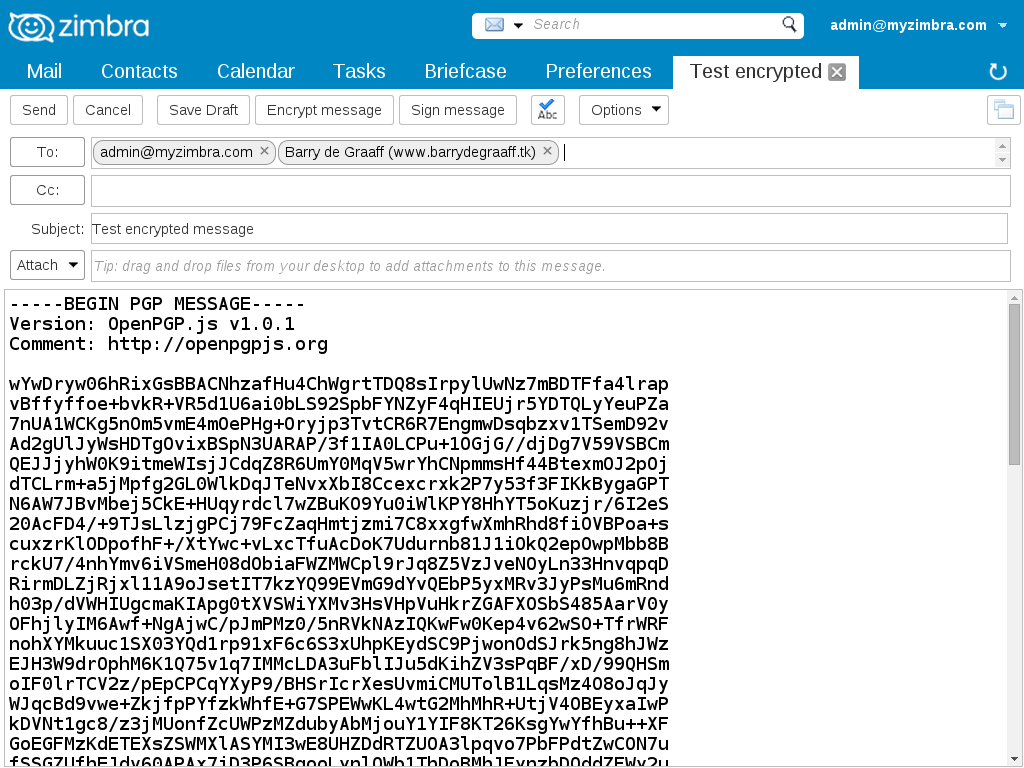 zimbra
Search
admin@myzimbra.com
Mail Contacts Calendar Tasks Briefcase Preferences Test encrypted
Send Cancel Save Draft Encrypt message Sign message Abc Options
To: admin@myzimbra.com Barry de Graaff (www.barrydegraaff.tk)
Cc:
Subject: Test encrypted message
Attach Tip: drag and drop files from your desktop to add attachments to this message.
-----BEGIN PGP MESSAGE-----
Version: OpenPGP.js v1.0.1
Comment: http://openpgpjs.org
wYwDryw06hRixGsBBACNhzafHu4ChWgrtTDQ8sIrpylUwNz7mBDTFfa4lrap
vBffyffoe+bvkR+VR5d1U6ai0bLS92SpbFYNZyF4qHIEUjr5YDTQLyYeuPZa
7nUA1WCKg5nOm5vmE4mOePHg+Oryjp3TvtCR6R7EngmwDsqbzxv1TSemD92v
Ad2gUlJyWsHDTgOvixBSpN3UARAP/3f1IA0LCPu+1OGjG//djDg7V59VSBCm
QEJJjyhW0K9itmeWIsjJCdqZ8R6UmY0MqV5wrYhCNpmmsHf44BtexmOJ2pOj
dTCLrm+a5jMpfg2GL0WlkDqJTeNvxXbI8Ccexcrxk2P7y53f3FIKkBygaGPT
N6AW7JBvMbej5CkE+HUqyrdcl7wZBuKO9Yu0iWlKPY8HhYT5oKuzjr/6I2eS
20AcFD4/+9TJsLlzjgPCj79FcZaqHmtjzmi7C8xxgfwXmhRhd8fiOVBPoa+s
cuxzrKlODpofhF+/XtYwc+vLxcTfuAcDoK7Udurnb81J1iOkQ2epOwpMbb8B
rckU7/4nhYmv6iVSmeH08dObiaFWZMWCpl9rJq8Z5VzJveNOyLn33HnvqpqD
RirmDLZjRjxl11A9oJsetIT7kzYQ99EVmG9dYvQEbP5yxMRv3JyPsMu6mRnd
h03p/dVWHIUgcmaKIApg0tXVSWiYXMv3HsVHpVuHkrZGAFXOSbS485AarV0y
OFhjlyIM6Awf+NgAjwC/pJmPMz0/5nRVkNAzIQKwFw0Kep4v62wSO+TfrWRF
nohXYMkuuc1SX03YQd1rp91xF6c6S3xUhpKEydSC9PjwonOdSJrk5ng8hJWz
EJH3W9drOphM6K1Q75v1q7IMMcLDA3uFblIJu5dKihZV3sPqBF/xD/99QHSm
oIF0lrTCV2z/pEpCPCqYXyP9/BHSrIcrXesUvmiCMUTolB1LqsMz4O8oJqJy
WJqcBd9vwe+ZkjfpPYfzkWhfE+G7SPEWwKL4wtG2MhMhR+UtjV4OBEyxaIwP
kDVNt1gc8/z3jMUonfZcUWPzMZdubyAbMjouY1YIF8KT26KsgYwYfhBu++XF
GoEGFMzKdETEXsZSWMXlASYMI3wE8UHZDdRTZUOA3lpqvo7PbFPdtZwCON7u